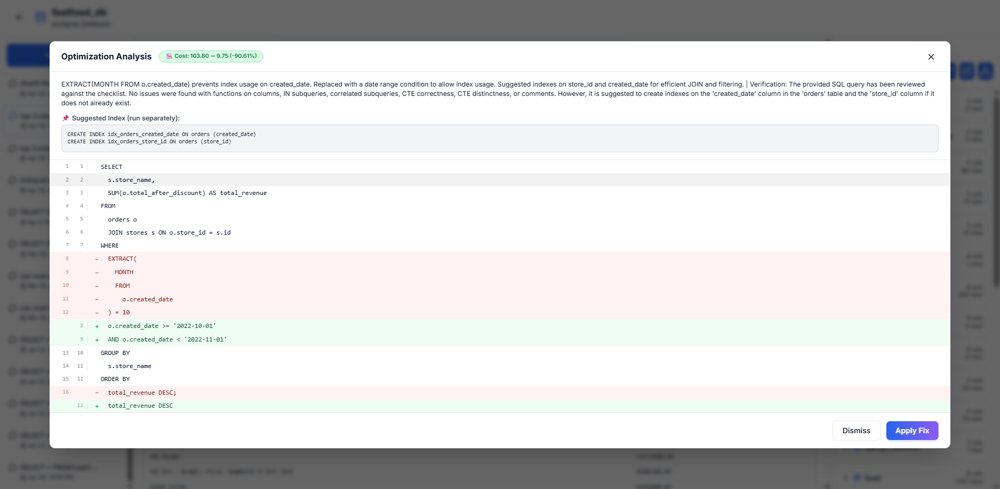 fastfood_db
postgres Database
Optimization Analysis
Cost: 103.80 → 9.75 (-90.61%)
EXTRACT(MONTH FROM o.created_date) prevents index usage on created_date. Replaced with a date range condition to allow index usage. Suggested indexes on store_id and created_date for efficient JOIN and filtering. | Verification: The provided SQL query has been reviewed
against the checklist. No issues were found with functions on columns, IN subqueries, correlated subqueries, CTE correctness, CTE distinctness, or comments. However, it is suggested to create indexes on the 'created_date' column in the 'orders' table and the 'store_id' column if it
does not already exist.
📌 Suggested Index (run separately):
CREATE INDEX idx_orders_created_date ON orders (created_date)
CREATE INDEX idx_orders_store_id ON orders (store_id)
1 1 SELECT
2 2 s.store_name,
3 3 SUM(o.total_after_discount) AS total_revenue
4 4 FROM
5 5 orders o
6 6 JOIN stores s ON o.store_id = s.id
7 7 WHERE
8 - EXTRACT(
9 - MONTH
10 - FROM
11 - o.created_date
12 - ) = 10
8 + o.created_date >= '2022-10-01'
9 + AND o.created_date < '2022-11-01'
13 10 GROUP BY
14 11 s.store_name
15 12 ORDER BY
16 - total_revenue DESC;
13 + total_revenue DESC
Dismiss
Apply Fix